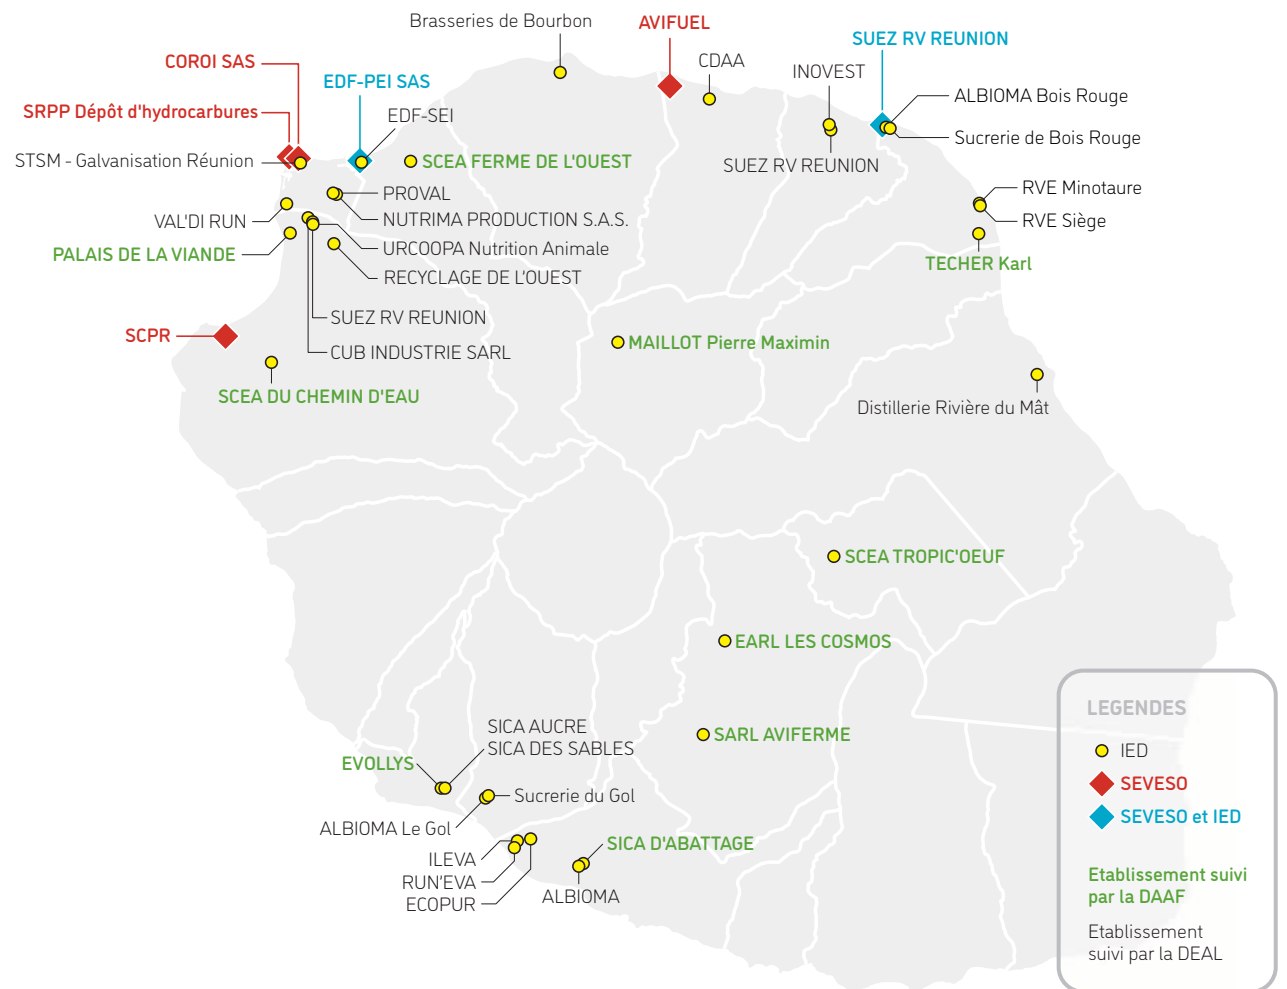 Brasseries de Bourbon
AVIFUEL
SUEZ RV REUNION
COROI SAS
CDAA
INOVEST
EDF-PEI SAS
ALBIOMA Bois Rouge
SRPP Dépôt d'hydrocarbures
EDF-SEI
Sucrerie de Bois Rouge
STSM - Galvanisation Réunion
SCEA FERME DE L'OUEST
SUEZ RV REUNION
RVE Minotaure
PROVAL
VAL'DI RUN
NUTRIMA PRODUCTION S.A.S.
RVE Siège
URCOOPA Nutrition Animale
PALAIS DE LA VIANDE
TECHER Karl
RECYCLAGE DE L'OUEST
SUEZ RV REUNION
SCPR
MAILLOT Pierre Maximin
CUB INDUSTRIE SARL
SCEA DU CHEMIN D'EAU
Distillerie Rivière du Mât
SCEA TROPIC'OEUF
EARL LES COSMOS
SICA AUCRE
SICA DES SABLES
SARL AVIFERME
EVOLLYS
Sucrerie du Gol
ALBIOMA Le Gol
SICA D'ABATTAGE
ILEVA
RUN'EVA
ALBIOMA
ECOPUR
LEGENDES
IED
SEVESO
SEVESO et IED
Etablissement suivi
par la DAAF
Etablissement
suivi par la DEAL